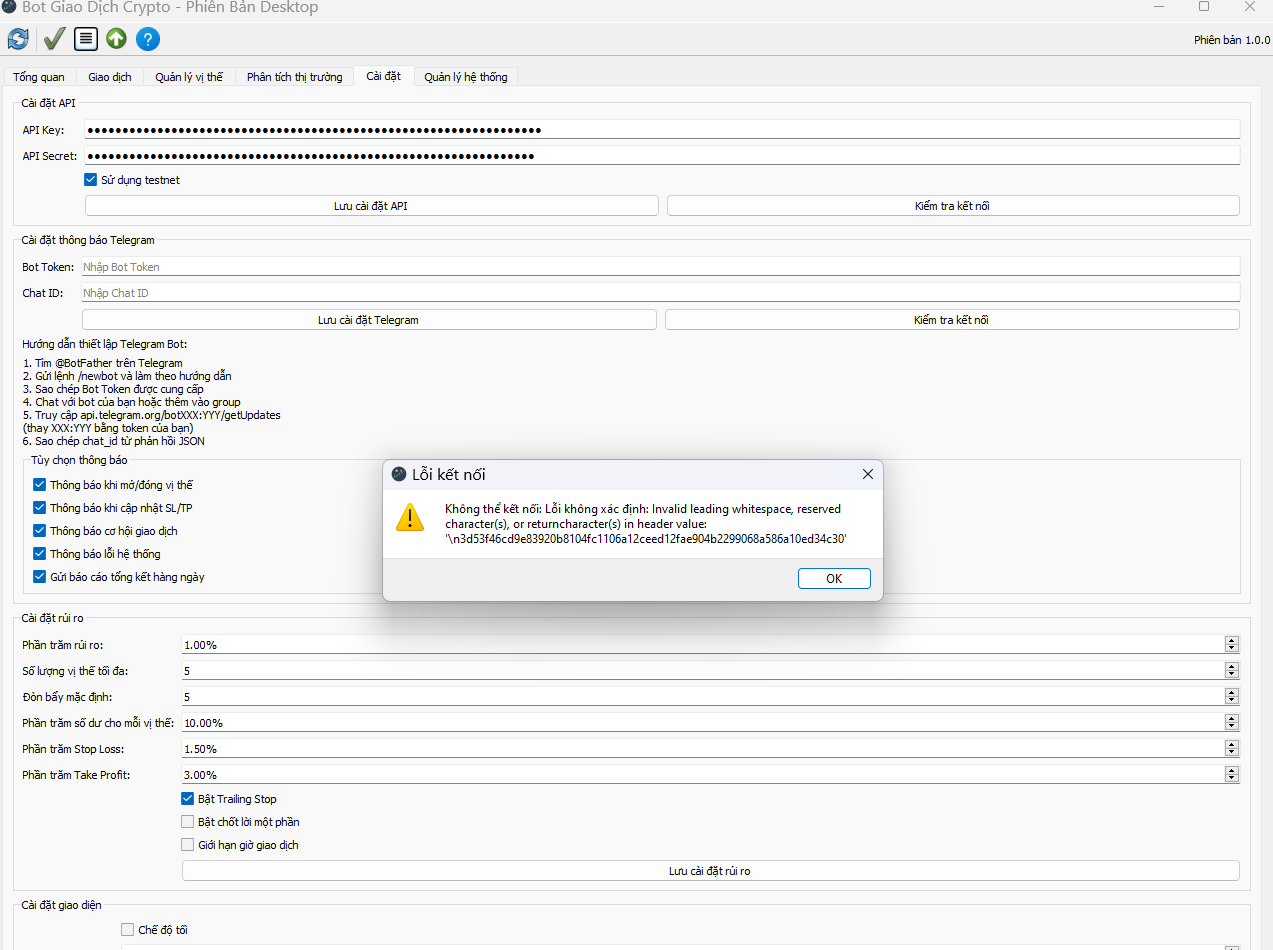 Bot Giao Dịch Crypto - Phiên Bản Desktop
Phiên bản 1.0.0
Tổng quan Giao dịch Quản lý vị thế Phân tích thị trường Cài đặt Quản lý hệ thống
Cài đặt API
API Key: ●●●●●●●●●●●●●●●●●●●●●●●●●●●●●●●●●●●●●●●●●●●●●●●●●●●●●●●●●●●●●●●●●
API Secret: ●●●●●●●●●●●●●●●●●●●●●●●●●●●●●●●●●●●●●●●●●●●●●●●●●●●●●●●●●●●●●●●●
Sử dụng testnet
Lưu cài đặt API Kiểm tra kết nối
Cài đặt thông báo Telegram
Bot Token: Nhập Bot Token
Chat ID: Nhập Chat ID
Lưu cài đặt Telegram Kiểm tra kết nối
Hướng dẫn thiết lập Telegram Bot:
1. Tìm @BotFather trên Telegram
2. Gửi lệnh /newbot và làm theo hướng dẫn
3. Sao chép Bot Token được cung cấp
4. Chat với bot của bạn hoặc thêm vào group
5. Truy cập api.telegram.org/botXXX:YYY/getUpdates
(thay XXX:YYY bằng token của bạn)
6. Sao chép chat_id từ phản hồi JSON
Tùy chọn thông báo
Thông báo khi mở/đóng vị thế
Thông báo khi cập nhật SL/TP
Thông báo cơ hội giao dịch
Thông báo lỗi hệ thống
Gửi báo cáo tổng kết hàng ngày
Lỗi kết nối
Không thể kết nối: Lỗi không xác định: Invalid leading whitespace, reserved
character(s), or returncharacter(s) in header value:
'\n3d53f46cd9e83920b8104fc1106a12ceed12fae904b2299068a586a10ed34c30'
OK
Cài đặt rủi ro
Phần trăm rủi ro: 1.00%
Số lượng vị thế tối đa: 5
Đòn bẩy mặc định: 5
Phần trăm số dư cho mỗi vị thế: 10.00%
Phần trăm Stop Loss: 1.50%
Phần trăm Take Profit: 3.00%
Bật Trailing Stop
Bật chốt lời một phần
Giới hạn giờ giao dịch
Lưu cài đặt rủi ro
Cài đặt giao diện
Chế độ tối